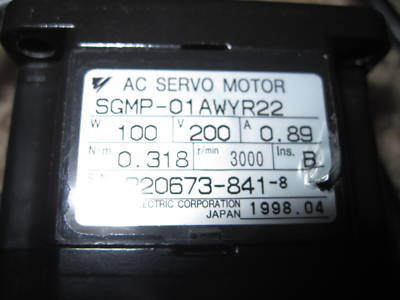 AC SERVO MOTOR
SGMP-01AWYR22
W 100 V 200 A 0.89
N·m 0.318 r/min 3000 Ins. B
S/N 220673-841-8
ELECTRIC CORPORATION
JAPAN 1998.04